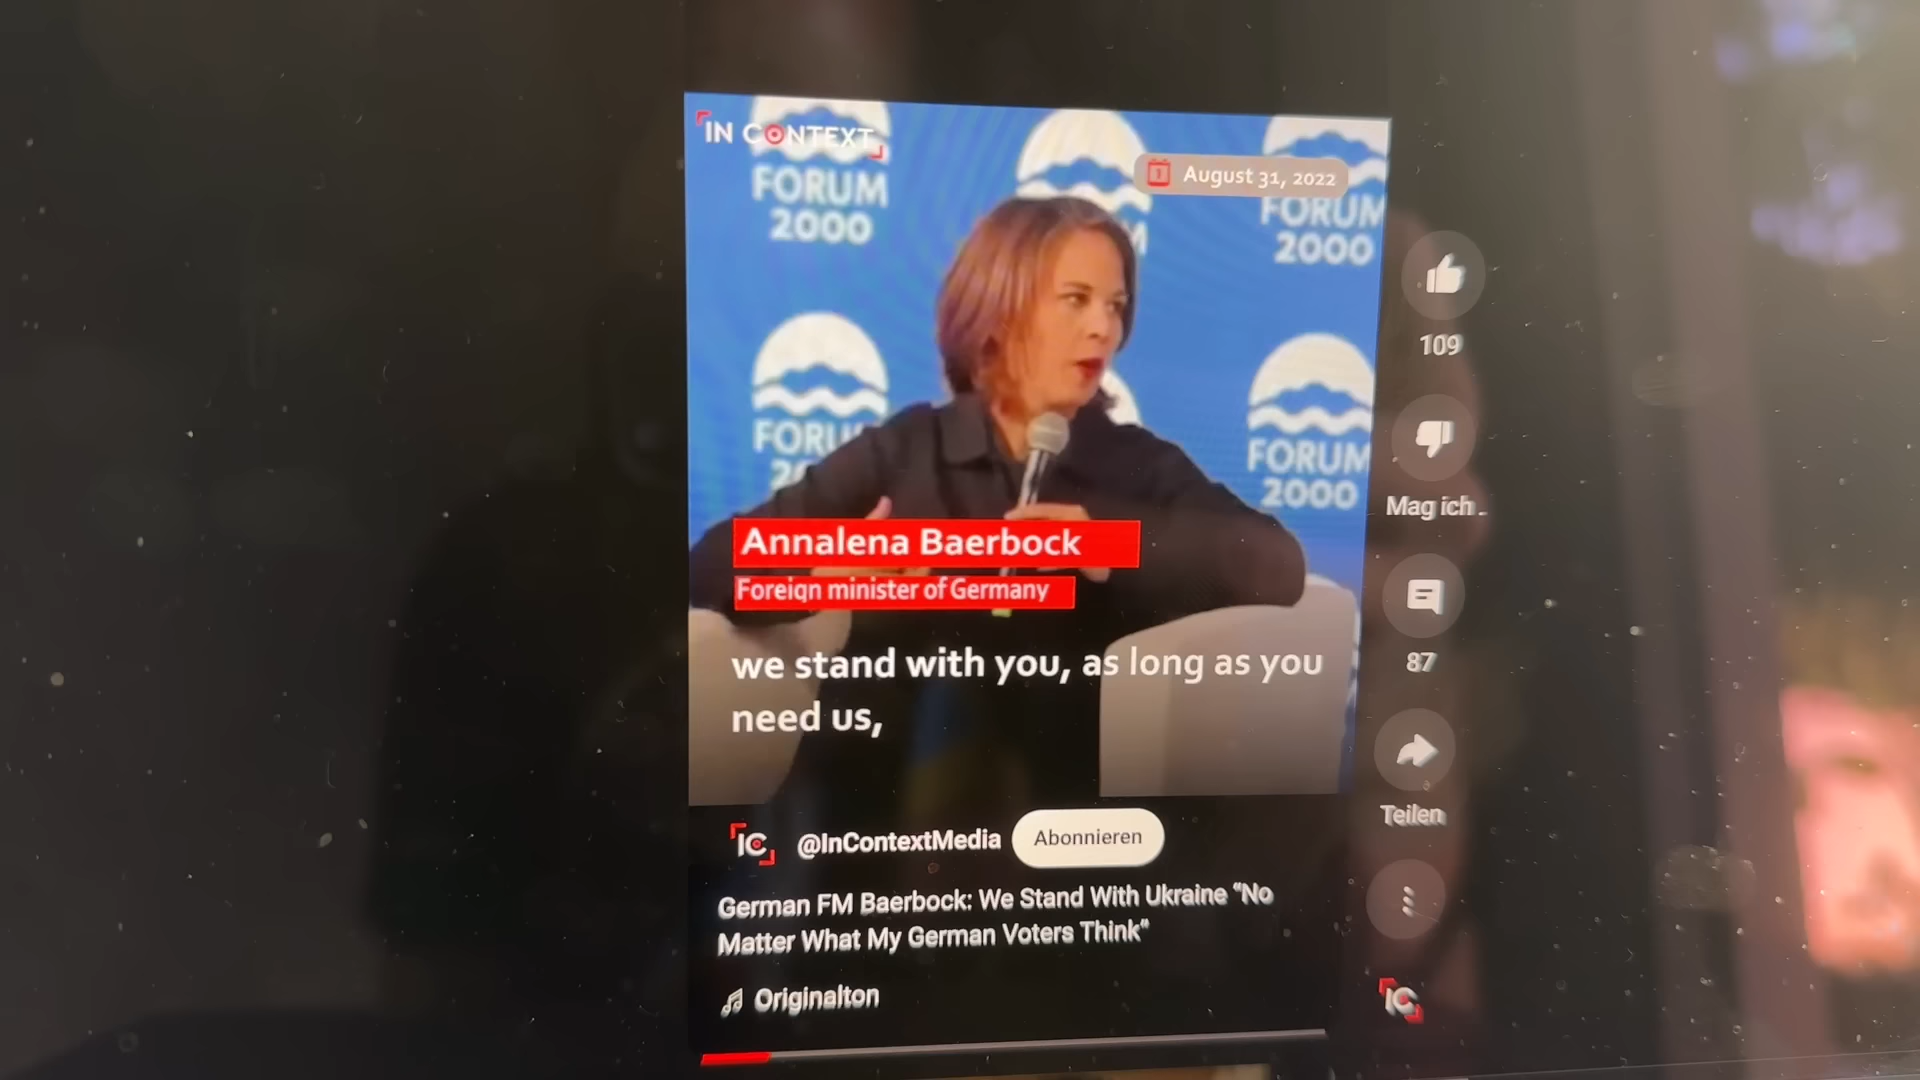 IN CONTEXT
August 31, 2022
FORUM
2000
FORUM
2000
FORUM
2000
Annalena Baerbock
Foreign minister of Germany
we stand with you, as long as you
need us,
109
Mag ich
87
Teilen
IC @InContextMedia Abonnieren
German FM Baerbock: We Stand With Ukraine “No
Matter What My German Voters Think”
Originalton
IC